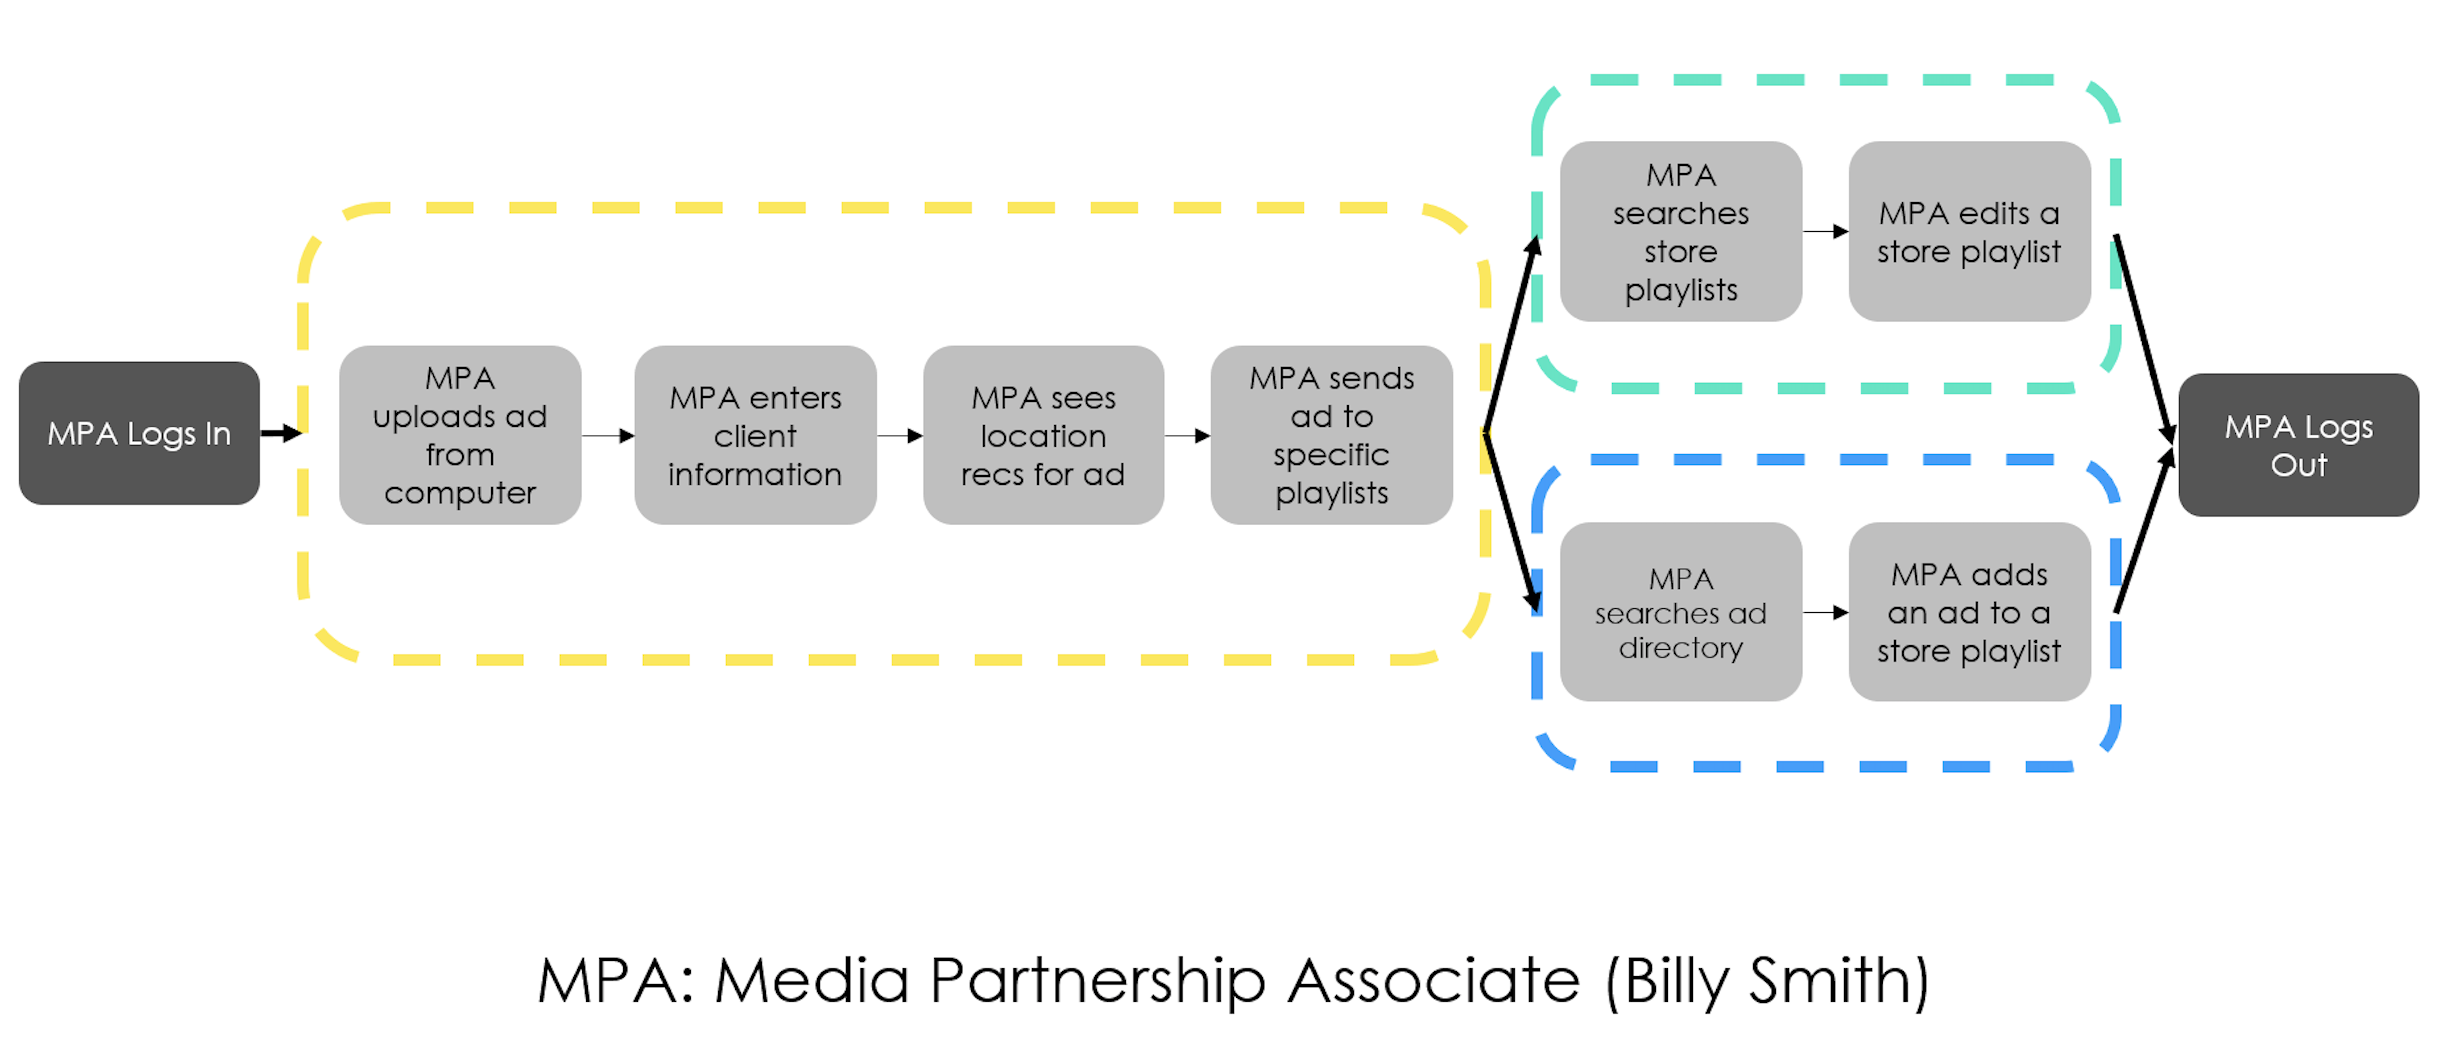 MPA Logs In
MPA
uploads ad
from
computer
MPA enters
client
information
MPA sees
location
recs for ad
MPA sends
ad to
specific
playlists
MPA
searches
store
playlists
MPA edits a
store playlist
MPA
searches ad
directory
MPA adds
an ad to a
store playlist
MPA Logs
Out
MPA: Media Partnership Associate (Billy Smith)